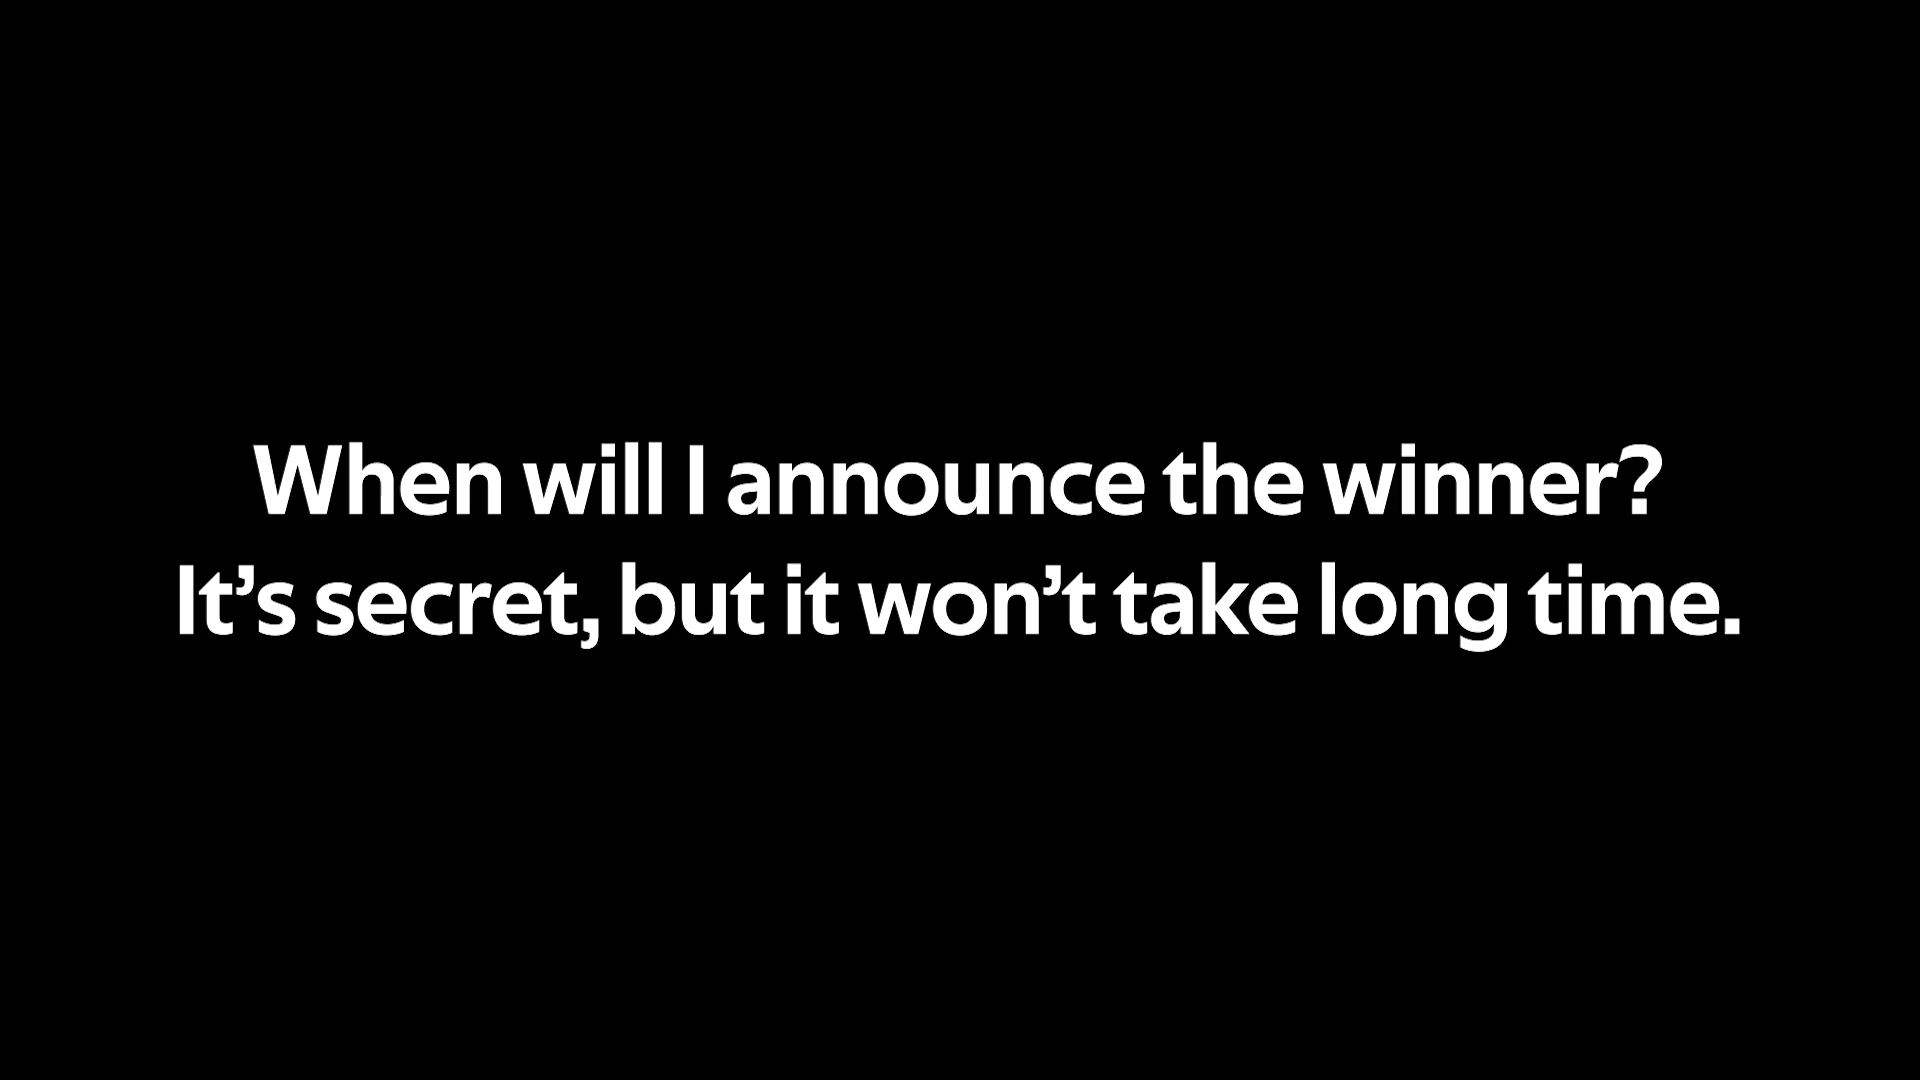 When will I announce the winner?
It’s secret, but it won’t take long time.